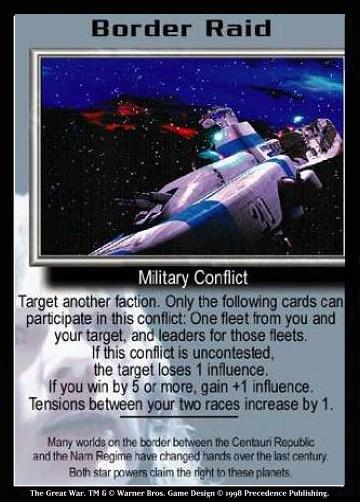 Border Raid
Military Conflict
Target another faction. Only the following cards can
participate in this conflict: One fleet from you and
your target, and leaders for those fleets.
If this conflict is uncontested,
the target loses 1 influence.
If you win by 5 or more, gain +1 influence.
Tensions between your two races increase by 1.
Many worlds on the border between the Centauri Republic
and the Narn Regime have changed hands over the last century.
Both star powers claim the right to these planets.
The Great War. TM & © Warner Bros. Game Design © 1998 Precedence Publishing.